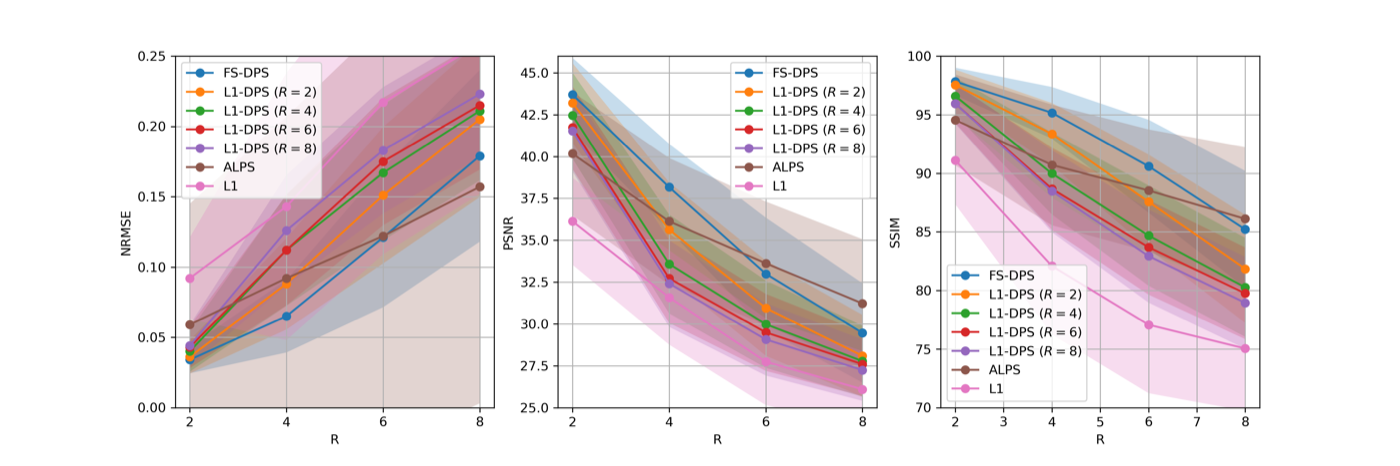 NRMSE
0.25
0.20
0.15
0.10
0.05
0.00
2
4
6
8
R
FS-DPS
L1-DPS (R = 2)
L1-DPS (R = 4)
L1-DPS (R = 6)
L1-DPS (R = 8)
ALPS
L1
PSNR
45.0
42.5
40.0
37.5
35.0
32.5
30.0
27.5
25.0
2
4
6
8
R
FS-DPS
L1-DPS (R = 2)
L1-DPS (R = 4)
L1-DPS (R = 6)
L1-DPS (R = 8)
ALPS
L1
SSIM
100
95
90
85
80
75
70
2
3
4
5
6
7
8
R
FS-DPS
L1-DPS (R = 2)
L1-DPS (R = 4)
L1-DPS (R = 6)
L1-DPS (R = 8)
ALPS
L1